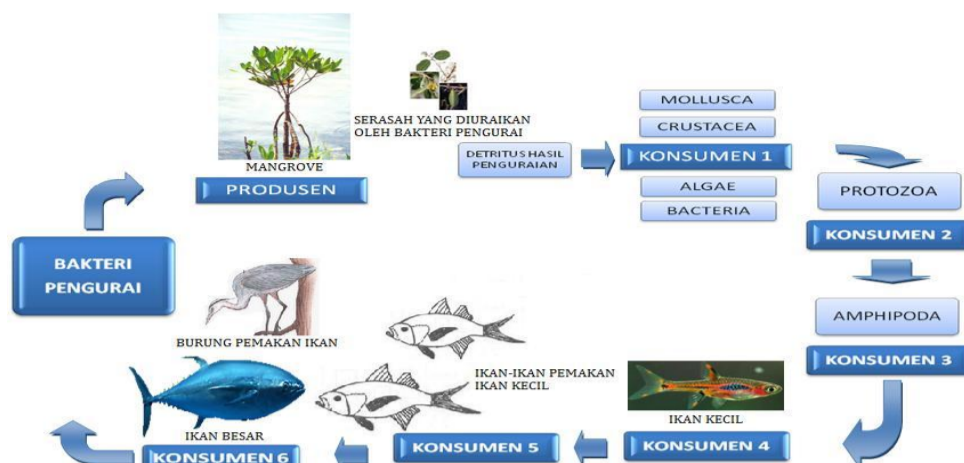 MANGROVE
PRODUSEN
SERASAH YANG DIURAIKAN
OLEH BAKTERI PENGURAI
DETRITUS HASIL
PENGURAIAN
MOLLUSCA
CRUSTACEA
KONSUMEN 1
ALGAE
BACTERIA
PROTOZOA
KONSUMEN 2
AMPHIPODA
KONSUMEN 3
IKAN KECIL
KONSUMEN 4
IKAN-IKAN PEMAKAN
IKAN KECIL
KONSUMEN 5
BURUNG PEMAKAN IKAN
IKAN BESAR
KONSUMEN 6
BAKTERI
PENGURAI